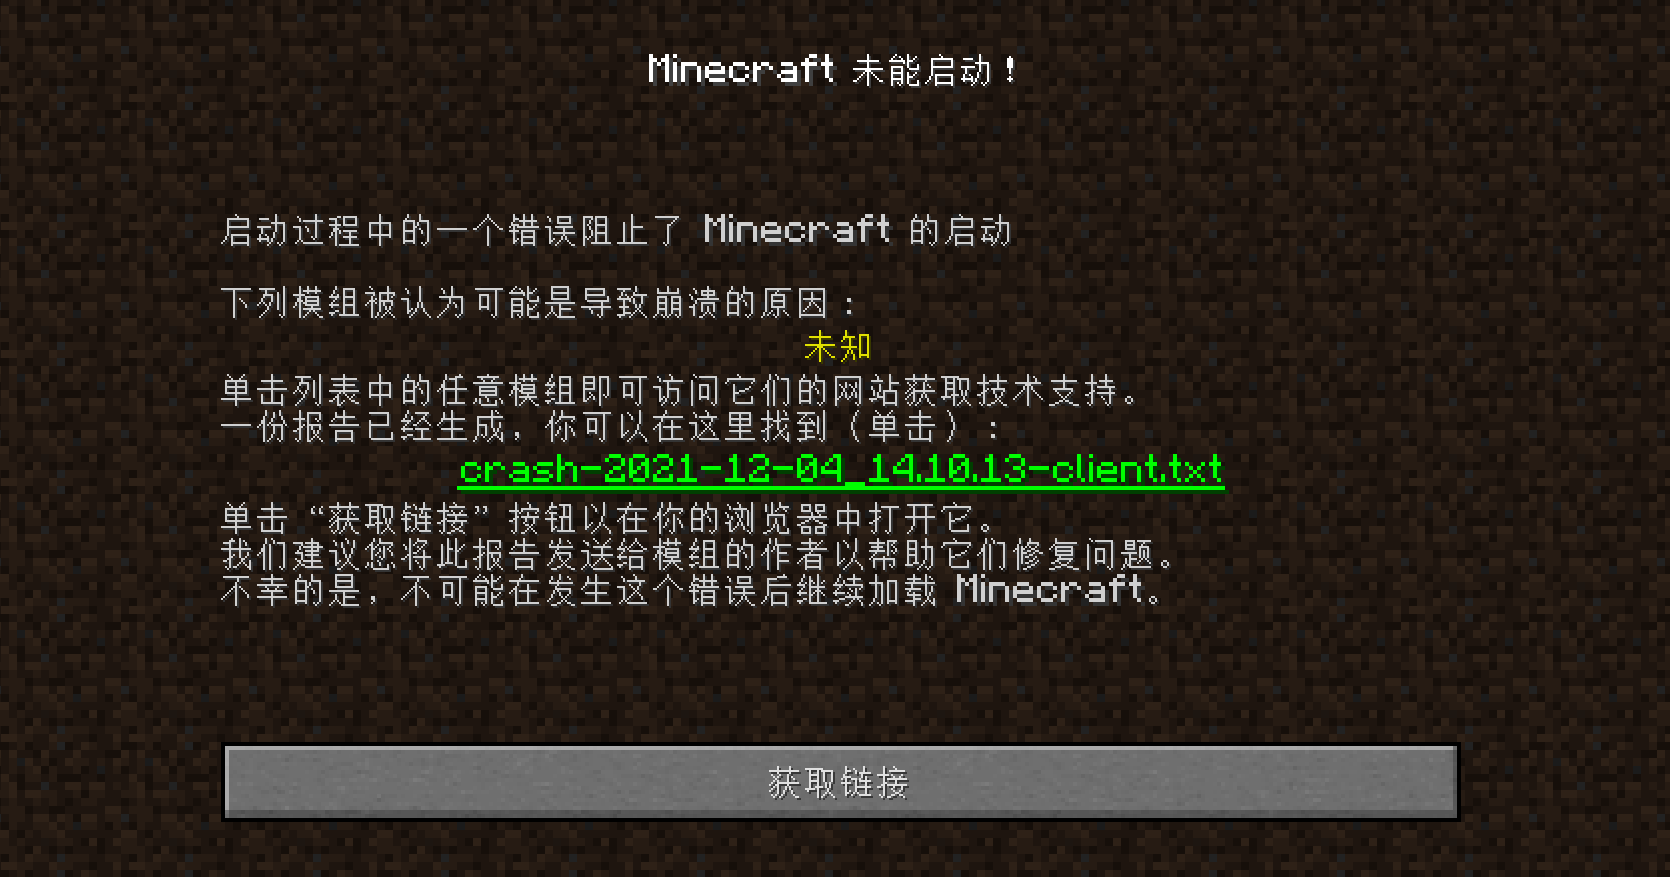 Minecraft 未能启动！
启动过程中的一个错误阻止了 Minecraft 的启动
下列模组被认为可能是导致崩溃的原因：
未知
单击列表中的任意模组即可访问它们的网站获取技术支持。
一份报告已经生成，你可以在这里找到（单击）：
crash-2021-12-04_14.10.13-client.txt
单击“获取链接”按钮以在你的浏览器中打开它。
我们建议您将此报告发送给模组的作者以帮助它们修复问题。
不幸的是，不可能在发生这个错误后继续加载 Minecraft。
获取链接